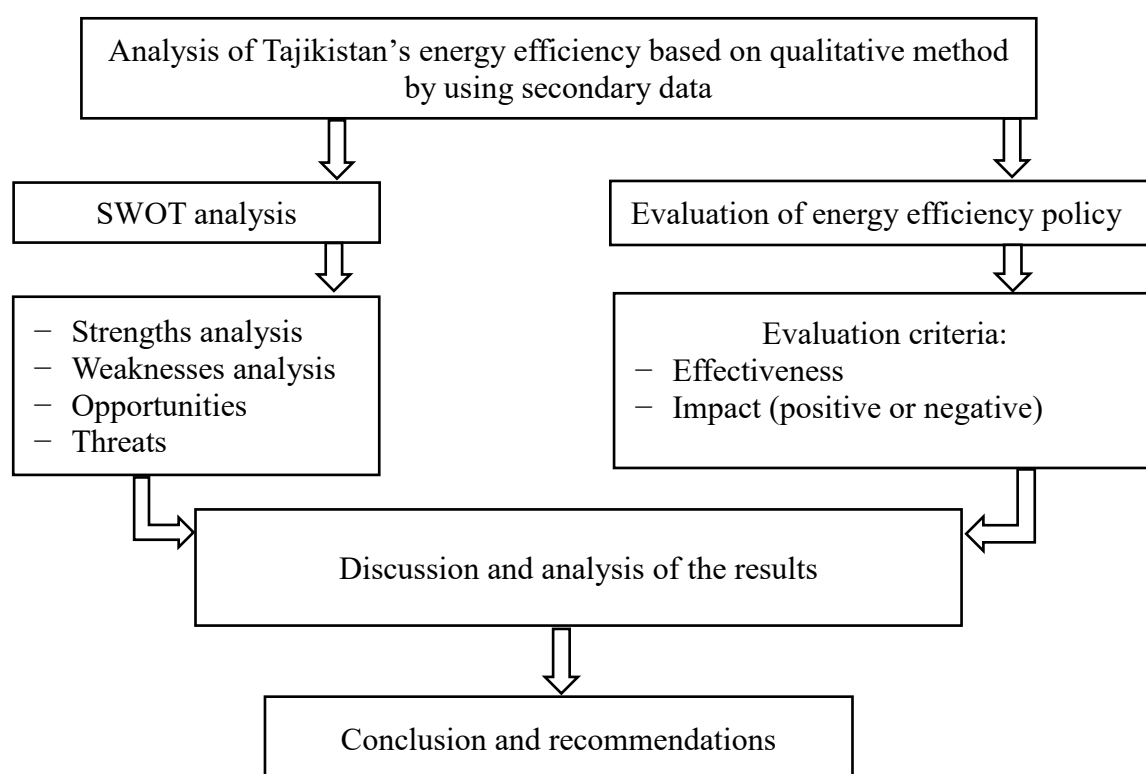 Analysis of Tajikistan’s energy efficiency based on qualitative method
by using secondary data
SWOT analysis
Evaluation of energy efficiency policy
− Strengths analysis
− Weaknesses analysis
− Opportunities
− Threats
Evaluation criteria:
− Effectiveness
− Impact (positive or negative)
Discussion and analysis of the results
Conclusion and recommendations